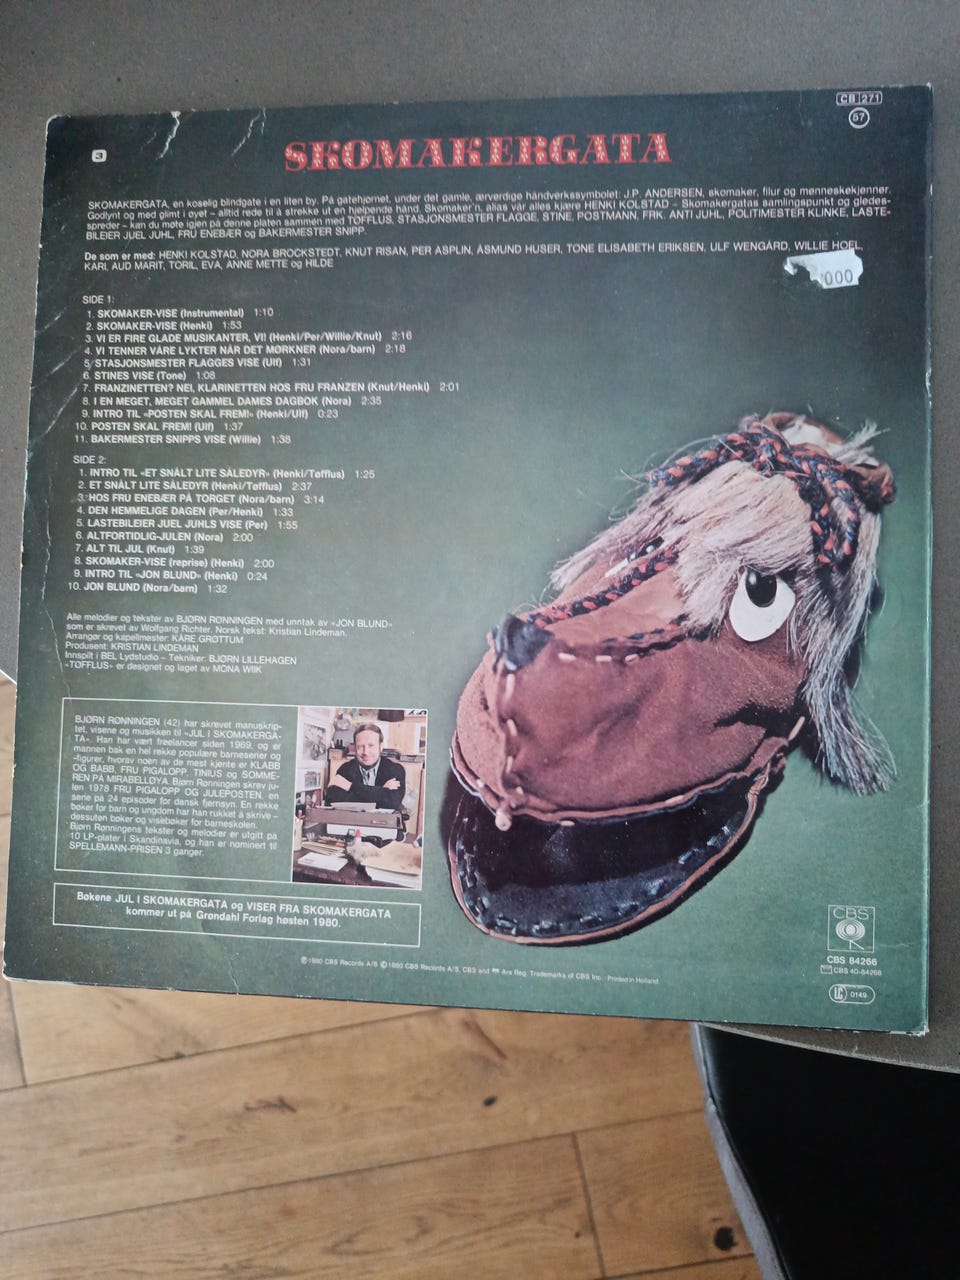 CB 271
57
3
SKOMAKERGATA
SKOMAKERGATA, en koselig blindgate i en liten by. På gatehjørnet, under det gamle, ærverdige håndverkssymbolet: J.P. ANDERSEN, skomaker, filur og menneskekjenner.
Godlynt og med glimt i øyet – alltid rede til å strekke ut en hjelpende hånd. Skomaker'n, alias vår alles kjære HENKI KOLSTAD – Skomakergatas samlingspunkt og gledes-
spreder – kan du møte igjen på denne platen sammen med TØFFLUS, STASJONSMESTER FLAGGE, STINE, POSTMANN, FRK. ANTI JUHL, POLITIMESTER KLINKE, LASTE-
BILEIER JUEL JUHL, FRU ENEBÆR og BAKERMESTER SNIPP.
De som er med: HENKI KOLSTAD, NORA BROCKSTEDT, KNUT RISAN, PER ASPLIN, ÅSMUND HUSER, TONE ELISABETH ERIKSEN, ULF WENGÅRD, WILLIE HOEL,
KARI, AUD MARIT, TORIL, EVA, ANNE METTE og HILDE
00
SIDE 1:
1. SKOMAKER-VISE (Instrumental) 1:10
2. SKOMAKER-VISE (Henki) 1:53
3. VI ER FIRE GLADE MUSIKANTER, VI! (Henki/Per/Willie/Knut) 2:16
4. VI TENNER VÅRE LYKTER NÅR DET MØRKNER (Nora/barn) 2:18
5. STASJONSMESTER FLAGGES VISE (Ulf) 1:31
6. STINES VISE (Tone) 1:08
7. FRANZINETTEN? NEI, KLARINETTEN HOS FRU FRANZEN (Knut/Henki) 2:01
8. I EN MEGET, MEGET GAMMEL DAMES DAGBOK (Nora) 2:35
9. INTRO TIL «POSTEN SKAL FREM!» (Henki/Ulf) 0:23
10. POSTEN SKAL FREM! (Ulf) 1:37
11. BAKERMESTER SNIPPS VISE (Willie) 1:38
SIDE 2:
1. INTRO TIL «ET SNÅLT LITE SÅLEDYR» (Henki/Tøfflus) 1:25
2. ET SNÅLT LITE SÅLEDYR (Henki/Tøfflus) 2:37
3. HOS FRU ENEBÆR PÅ TORGET (Nora/barn) 3:14
4. DEN HEMMELIGE DAGEN (Per/Henki) 1:33
5. LASTEBILEIER JUEL JUHLS VISE (Per) 1:55
6. ALTFORTIDLIG-JULEN (Nora) 2:00
7. ALT TIL JUL (Knut) 1:39
8. SKOMAKER-VISE (reprise) (Henki) 2:00
9. INTRO TIL «JON BLUND» (Henki) 0:24
10. JON BLUND (Nora/barn) 1:32
Alle melodier og tekster av BJØRN RØNNINGEN med unntak av «JON BLUND»
som er skrevet av Wolfgang Richter. Norsk tekst: Kristian Lindeman.
Arrangør og kapellmester: KÅRE GRØTTUM
Produsent: KRISTIAN LINDEMAN
Innspilt i BEL Lydstudio – Tekniker: BJØRN LILLEHAGEN
«TØFFLUS» er designet og laget av MONA WIIK
BJØRN RØNNINGEN (42) har skrevet manuskrip-
tet, visene og musikken til «JUL I SKOMAKERGA-
TA». Han har vært freelancer siden 1969, og er
mannen bak en hel rekke populære barneserier og
-figurer, hvorav noen av de mest kjente er KLABB
OG BABB, FRU PIGALOPP, TINIUS og SOMME-
REN PÅ MIRABELLØYA. Bjørn Rønningen skrev ju-
len 1978 FRU PIGALOPP OG JULEPOSTEN, en
serie på 24 episoder for dansk fjernsyn. En rekke
bøker for barn og ungdom har han rukket å skrive –
dessuten bøker og visebøker for barneskolen.
Bjørn Rønningens tekster og melodier er utgitt på
10 LP-plater i Skandinavia, og han er nominert til
SPELLEMANN-PRISEN 3 ganger.
Bøkene JUL I SKOMAKERGATA og VISER FRA SKOMAKERGATA
kommer ut på Grøndahl Forlag høsten 1980.
CBS
CBS 84266
CBS 40-84266
LC 0149
℗ 1980 CBS Records A/S © 1980 CBS Records A/S, CBS and Are Reg. Trademarks of CBS Inc. · Printed in Holland